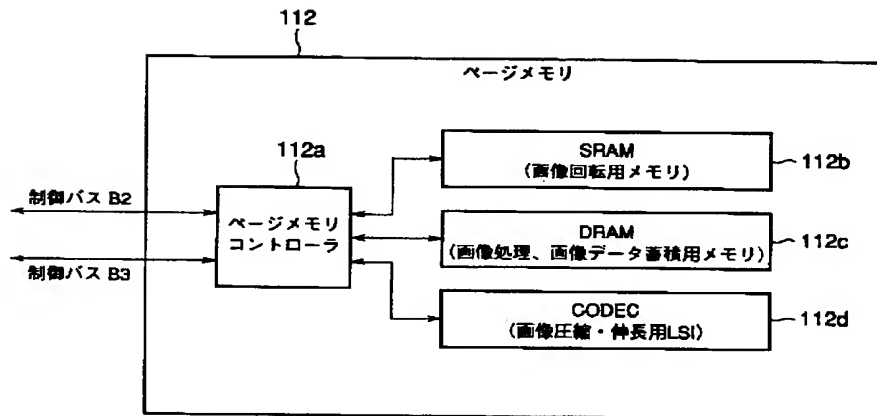 112
ページメモリ
112a
SRAM
(画像回転用メモリ)
112b
制御バス B2
ページメモリ
コントローラ
DRAM
(画像処理、画像データ蓄積用メモリ)
112c
制御バス B3
CODEC
(画像圧縮・伸長用LSI)
112d